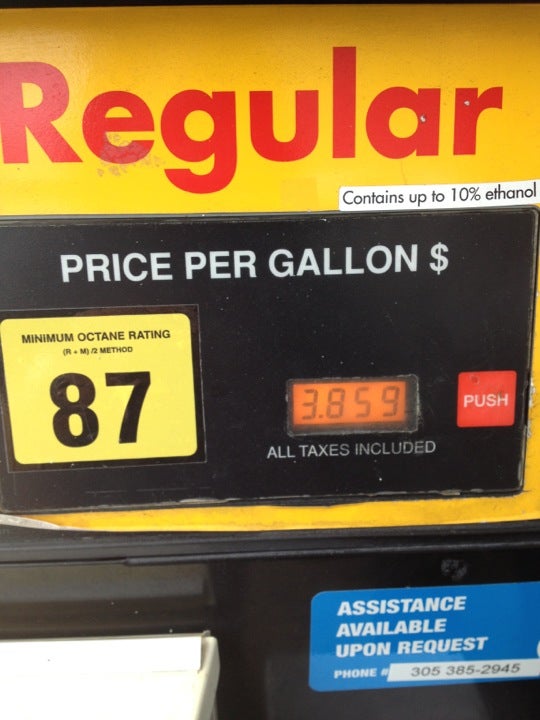 Regular
Contains up to 10% ethanol
PRICE PER GALLON $
MINIMUM OCTANE RATING
(R + M) /2 METHOD
87
3.859
PUSH
ALL TAXES INCLUDED
ASSISTANCE
AVAILABLE
UPON REQUEST
PHONE # 305 385-2945